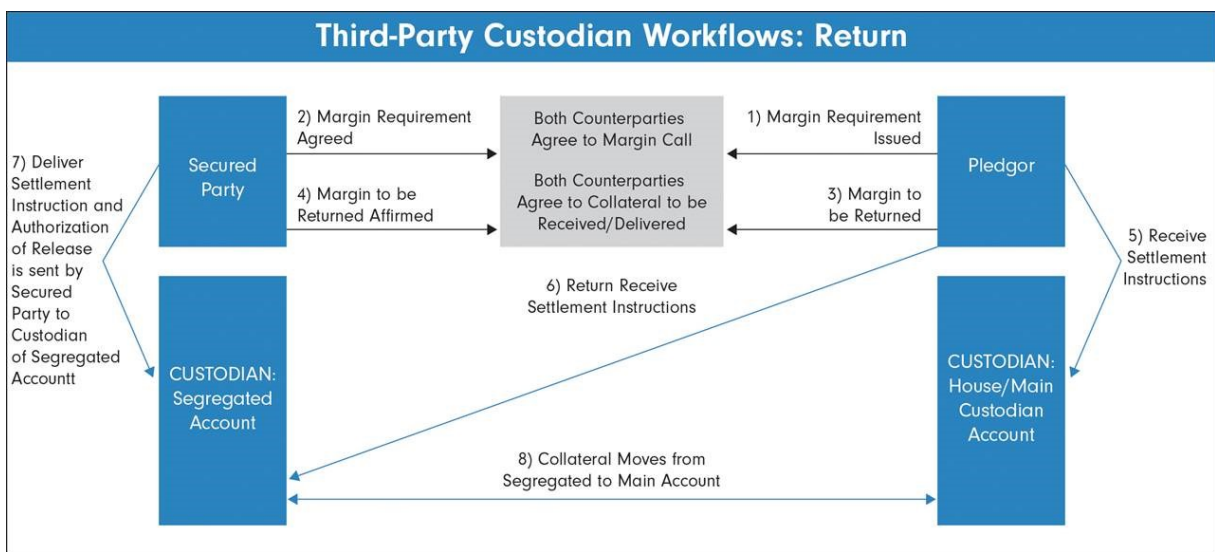 Third-Party Custodian Workflows: Return
2) Margin Requirement
Agreed
Both Counterparties
Agree to Margin Call
1) Margin Requirement
Issued
7) Deliver
Settlement
Instruction and
Authorization
of Release
is sent by
Secured
Party to
Custodian
of Segregated
Accountt
Secured
Party
Pledgor
4) Margin to be
Returned Affirmed
Both Counterparties
Agree to Collateral to be
Received/Delivered
3) Margin to
be Returned
5) Receive
Settlement
Instructions
6) Return Receive
Settlement Instructions
CUSTODIAN:
Segregated
Account
CUSTODIAN:
House/Main
Custodian
Account
8) Collateral Moves from
Segregated to Main Account